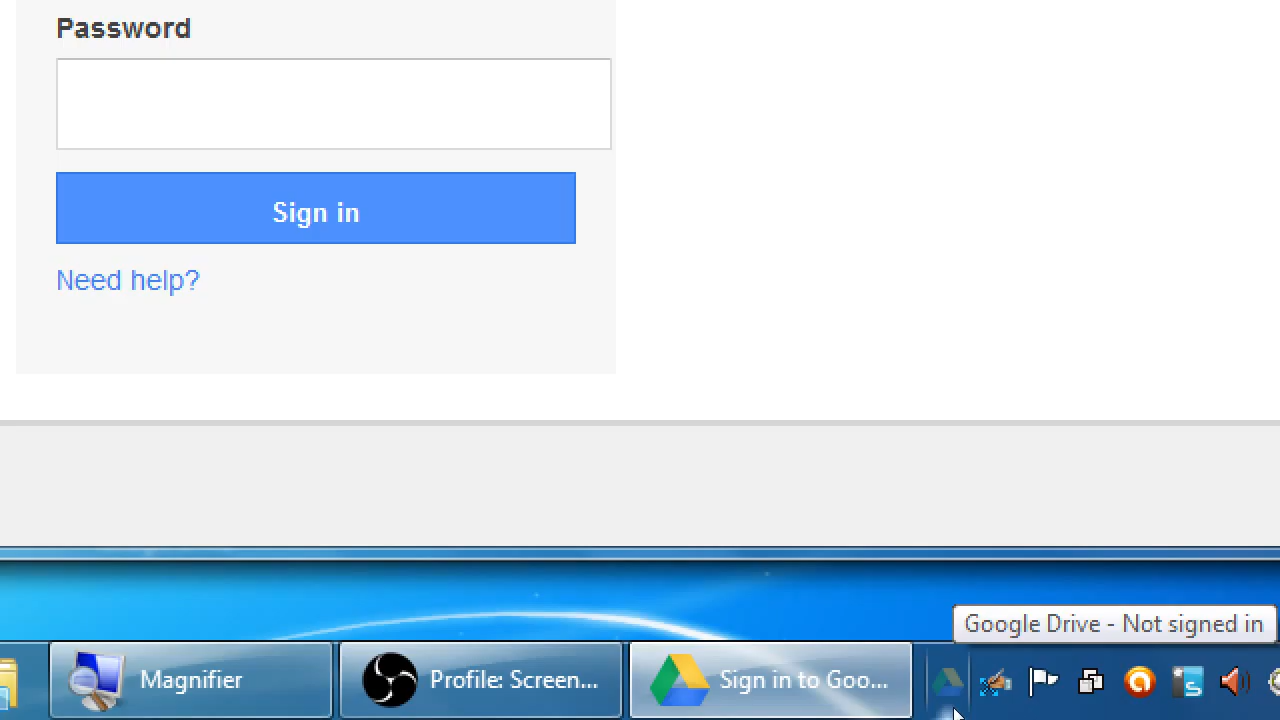 Password
Sign in
Need help?
Google Drive - Not signed in
Magnifier
Profile: Screen...
Sign in to Goo...
S